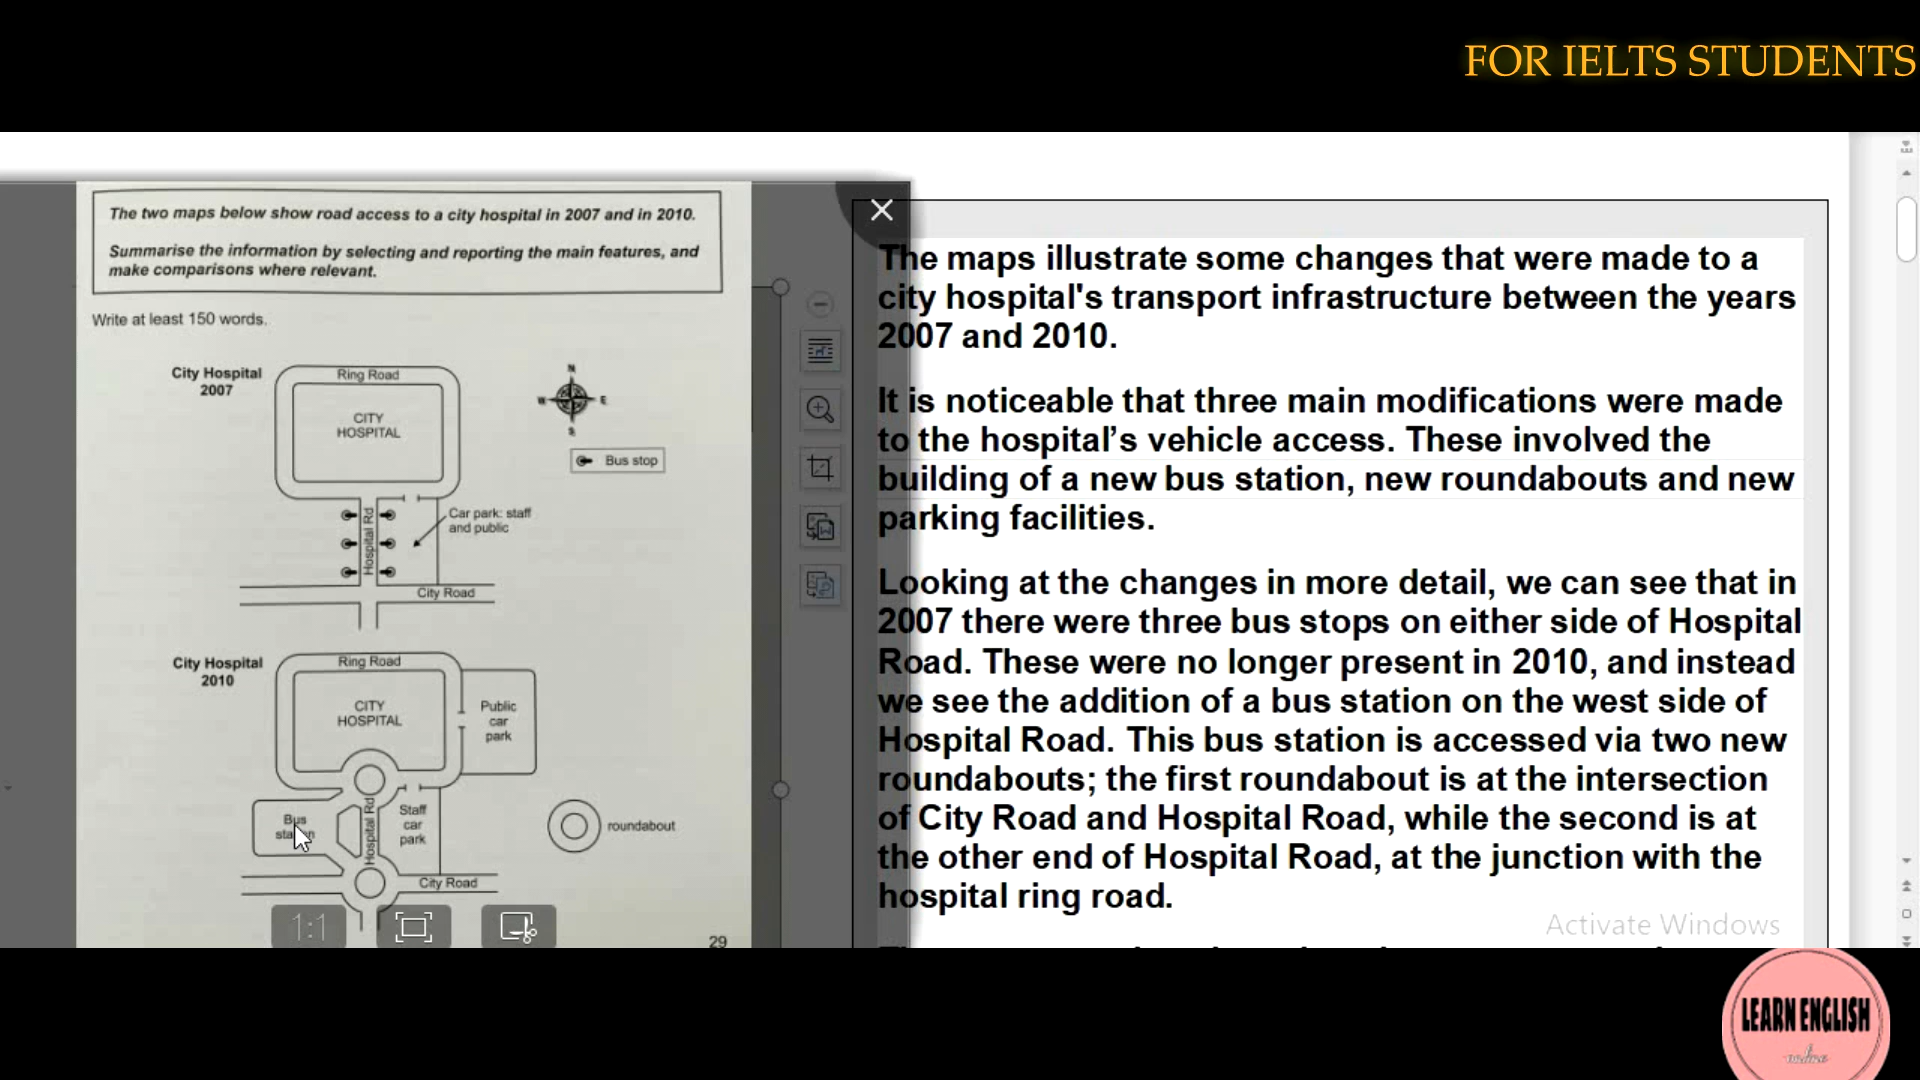 FOR IELTS STUDENTS
The two maps below show road access to a city hospital in 2007 and in 2010.
Summarise the information by selecting and reporting the main features, and
make comparisons where relevant.
Write at least 150 words.
City Hospital
2007
Ring Road
CITY
HOSPITAL
N
W
E
S
Bus stop
Hospital Rd
Car park: staff
and public
City Road
City Hospital
2010
Ring Road
CITY
HOSPITAL
Public
car
park
Bus
Hospital Rd
Staff
car
park
roundabout
City Road
1:1
29
The maps illustrate some changes that were made to a
city hospital's transport infrastructure between the years
2007 and 2010.
It is noticeable that three main modifications were made
to the hospital’s vehicle access. These involved the
building of a new bus station, new roundabouts and new
parking facilities.
Looking at the changes in more detail, we can see that in
2007 there were three bus stops on either side of Hospital
Road. These were no longer present in 2010, and instead
we see the addition of a bus station on the west side of
Hospital Road. This bus station is accessed via two new
roundabouts; the first roundabout is at the intersection
of City Road and Hospital Road, while the second is at
the other end of Hospital Road, at the junction with the
hospital ring road.
Activate Windows
LEARN ENGLISH
online